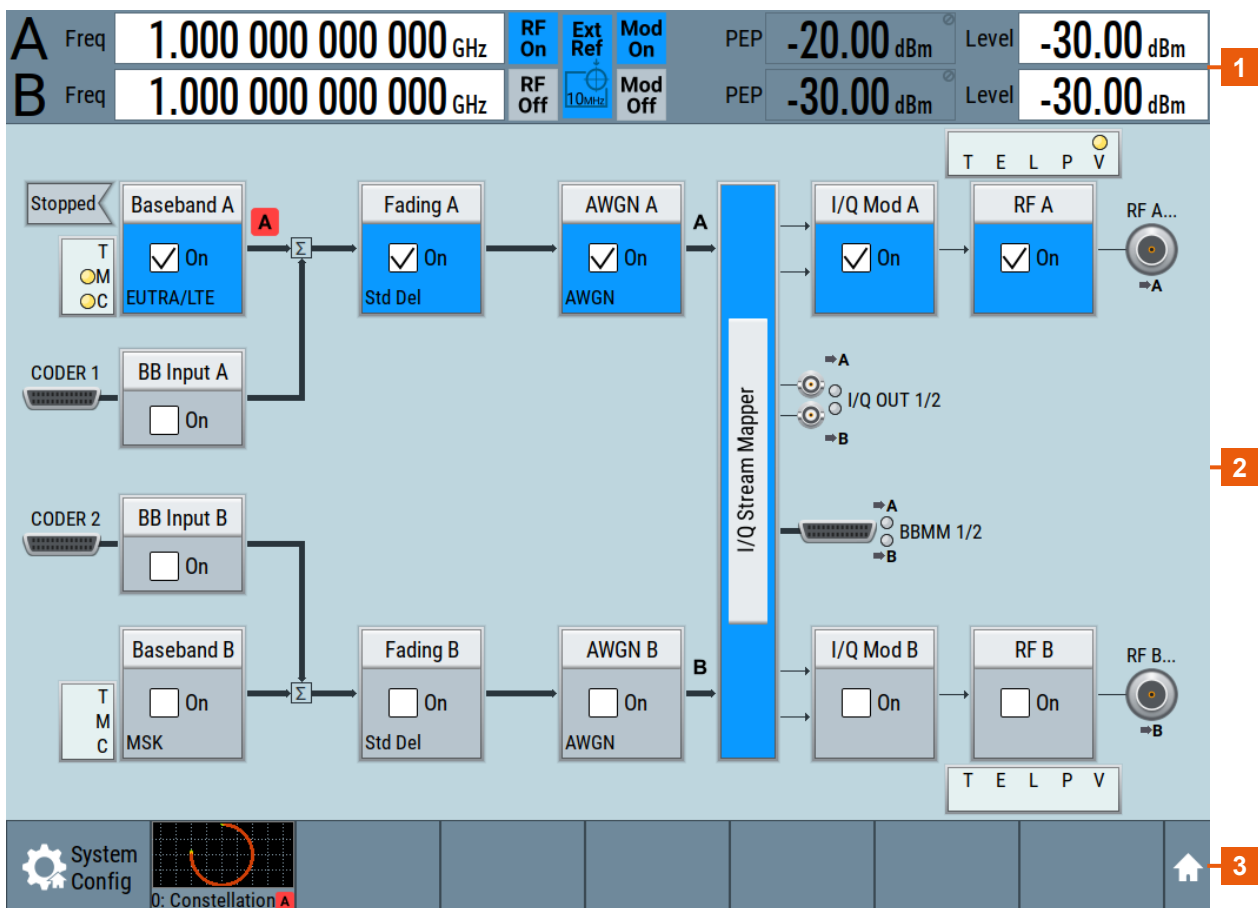 A Freq 1.000 000 000 000 GHz RF On Ext Ref Mod On PEP -20.00 dBm Level -30.00 dBm
B Freq 1.000 000 000 000 GHz RF Off 10MHz Mod Off PEP -30.00 dBm Level -30.00 dBm
1
T E L P V
Stopped
Baseband A
On
EUTRA/LTE
T
M
C
A
Σ
Fading A
On
Std Del
AWGN A
On
AWGN
A
I/Q Mod A
On
RF A
On
RF A...
A
CODER 1
BB Input A
On
A
I/Q OUT 1/2
B
I/Q Stream Mapper
2
CODER 2
BB Input B
On
A
BBMM 1/2
B
Baseband B
On
MSK
T
M
C
Σ
Fading B
On
Std Del
AWGN B
On
AWGN
B
I/Q Mod B
On
RF B
On
RF B...
B
T E L P V
System
Config
0: Constellation A
3